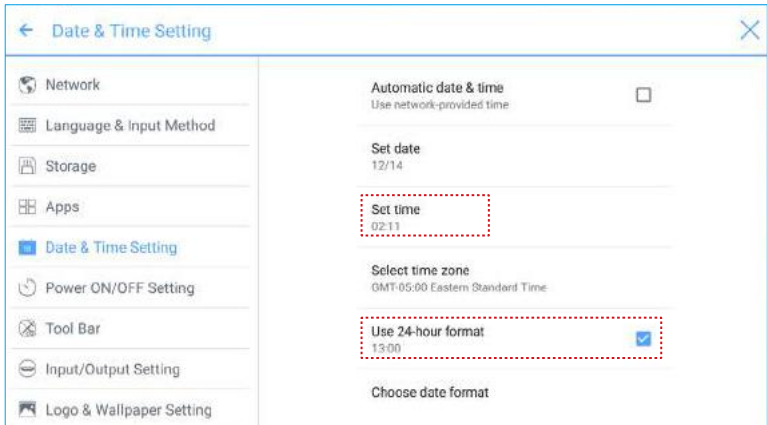 Date & Time Setting
Network
Language & Input Method
Storage
Apps
Date & Time Setting
Power ON/OFF Setting
Tool Bar
Input/Output Setting
Logo & Wallpaper Setting
Automatic date & time
Use network-provided time
Set date
12/14
Set time
02:11
Select time zone
GMT-05:00 Eastern Standard Time
Use 24-hour format
13:00
Choose date format